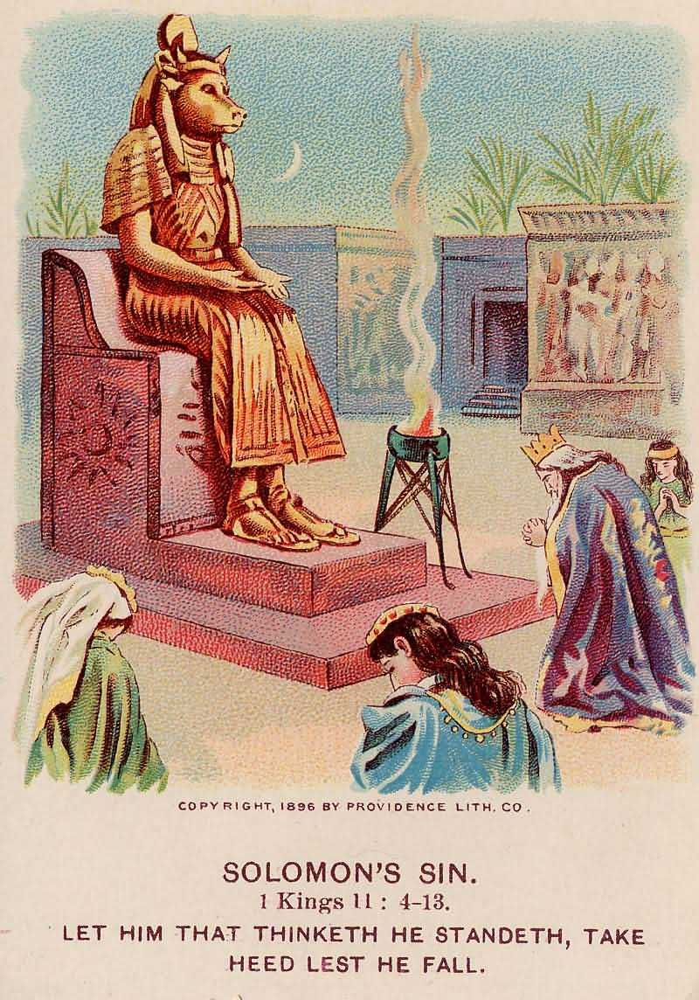 COPYRIGHT, 1896 BY PROVIDENCE LITH. CO.
SOLOMON'S SIN.
1 Kings 11 : 4–13.
LET HIM THAT THINKETH HE STANDETH, TAKE
HEED LEST HE FALL.